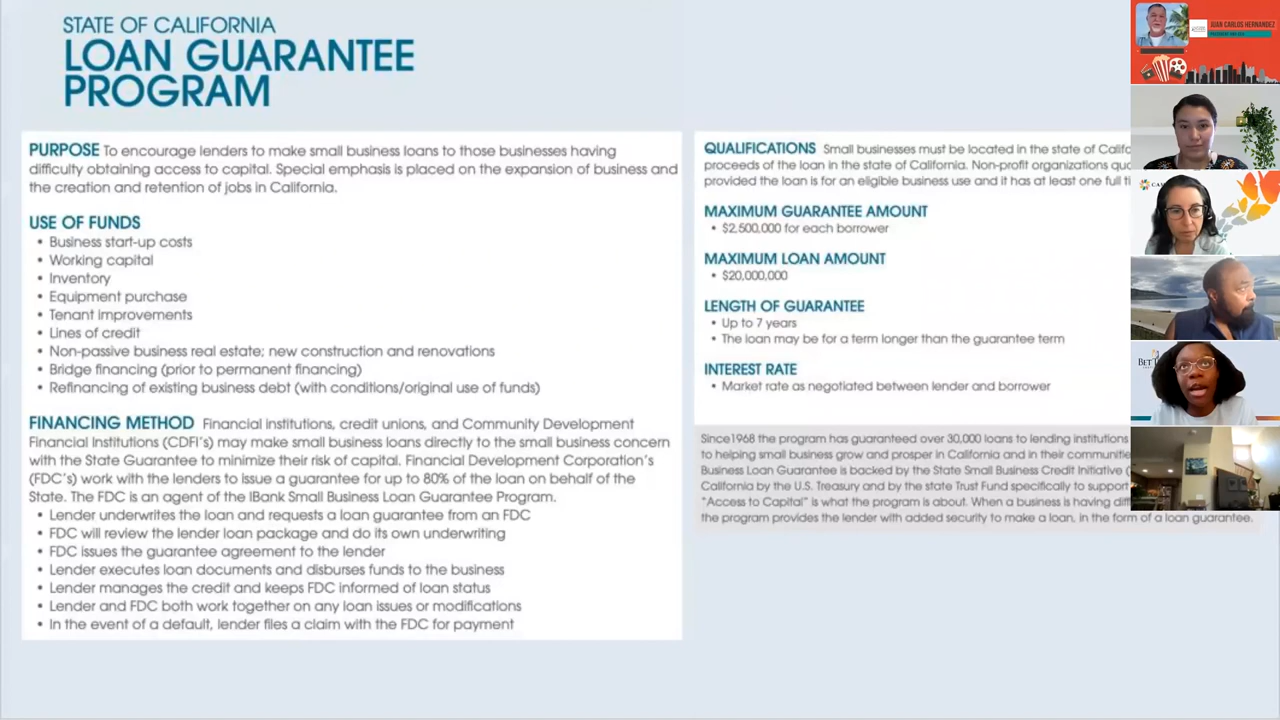 STATE OF CALIFORNIA
LOAN GUARANTEE
PROGRAM
PURPOSE To encourage lenders to make small business loans to those businesses having
difficulty obtaining access to capital. Special emphasis is placed on the expansion of business and
the creation and retention of jobs in California.
USE OF FUNDS
• Business start-up costs
• Working capital
• Inventory
• Equipment purchase
• Tenant improvements
• Lines of credit
• Non-passive business real estate; new construction and renovations
• Bridge financing (prior to permanent financing)
• Refinancing of existing business debt (with conditions/original use of funds)
FINANCING METHOD Financial institutions, credit unions, and Community Development
Financial Institutions (CDFI's) may make small business loans directly to the small business concern
with the State Guarantee to minimize their risk of capital. Financial Development Corporation's
(FDC's) work with the lenders to issue a guarantee for up to 80% of the loan on behalf of the
State. The FDC is an agent of the IBank Small Business Loan Guarantee Program.
• Lender underwrites the loan and requests a loan guarantee from an FDC
• FDC will review the lender loan package and do its own underwriting
• FDC issues the guarantee agreement to the lender
• Lender executes loan documents and disburses funds to the business
• Lender manages the credit and keeps FDC informed of loan status
• Lender and FDC both work together on any loan issues or modifications
• In the event of a default, lender files a claim with the FDC for payment
QUALIFICATIONS Small businesses must be located in the state of Califo
proceeds of the loan in the state of California. Non-profit organizations
provided the loan is for an eligible business use and it has at least one full
MAXIMUM GUARANTEE AMOUNT
• $2,500,000 for each borrower
MAXIMUM LOAN AMOUNT
• $20,000,000
LENGTH OF GUARANTEE
• Up to 7 years
• The loan may be for a term longer than the guarantee term
INTEREST RATE
• Market rate as negotiated between lender and borrower
Since1968 the program has guaranteed over 30,000 loans to lending institutions
to helping small business grow and prosper in California and in their communitie
Business Loan Guarantee is backed by the State Small Business Credit Initiative (
California by the U.S. Treasury and by the state Trust Fund specifically to support
"Access to Capital" is what the program is about. When a business is having
the program provides the lender with added security to make a loan, in the form of a loan guarantee.
JUAN CARLOS HERNANDEZ
PRESIDENT AND CEO